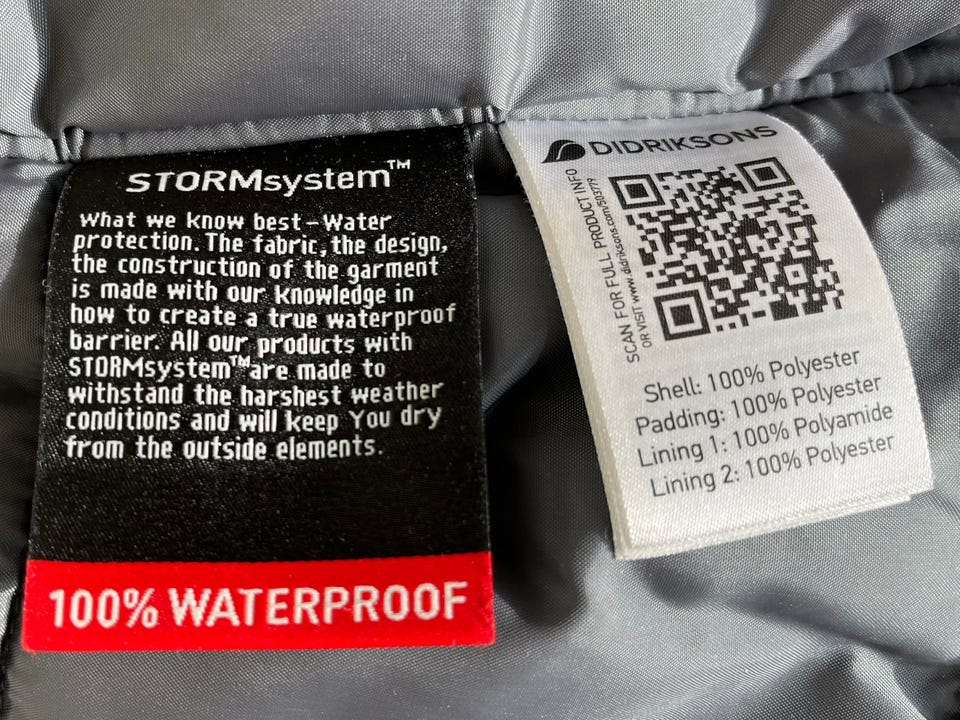 STORMsystem™
What we know best-Water
protection. The fabric, the design,
the construction of the garment
is made with our knowledge in
how to create a true waterproof
barrier. All our products with
STORMsystem™are made to
withstand the harshest weather
conditions and will keep You dry
from the outside elements.
100% WATERPROOF
DIDRIKSONS
SCAN FOR FULL PRODUCT INFO
OR VISIT www.didriksons.com/503779
Shell: 100% Polyester
Padding: 100% Polyester
Lining 1: 100% Polyamide
Lining 2: 100% Polyester